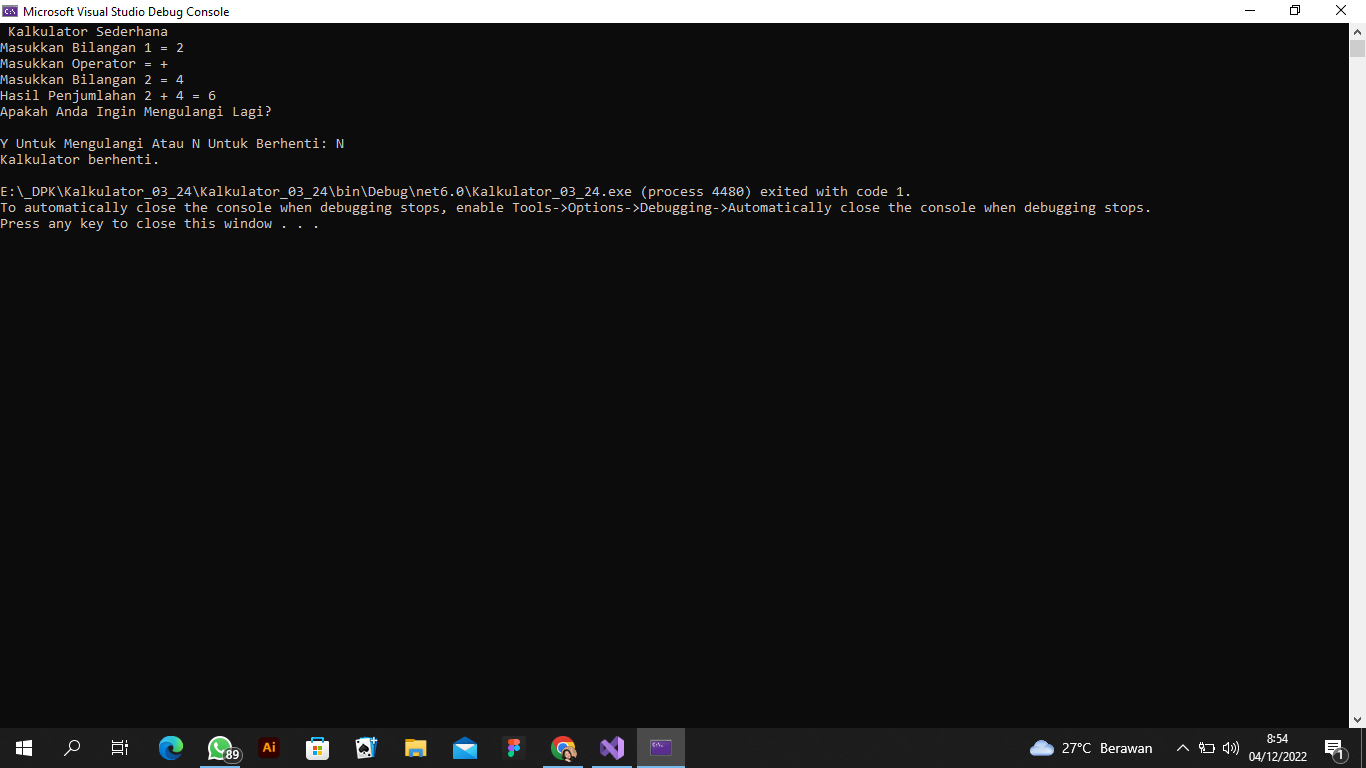 Microsoft Visual Studio Debug Console
Kalkulator Sederhana
Masukkan Bilangan 1 = 2
Masukkan Operator = +
Masukkan Bilangan 2 = 4
Hasil Penjumlahan 2 + 4 = 6
Apakah Anda Ingin Mengulangi Lagi?
Y Untuk Mengulangi Atau N Untuk Berhenti: N
Kalkulator berhenti.
E:\_DPK\Kalkulator_03_24\Kalkulator_03_24\bin\Debug\net6.0\Kalkulator_03_24.exe (process 4480) exited with code 1.
To automatically close the console when debugging stops, enable Tools->Options->Debugging->Automatically close the console when debugging stops.
Press any key to close this window . . .
89
Ai
27°C Berawan
8:54
04/12/2022
1